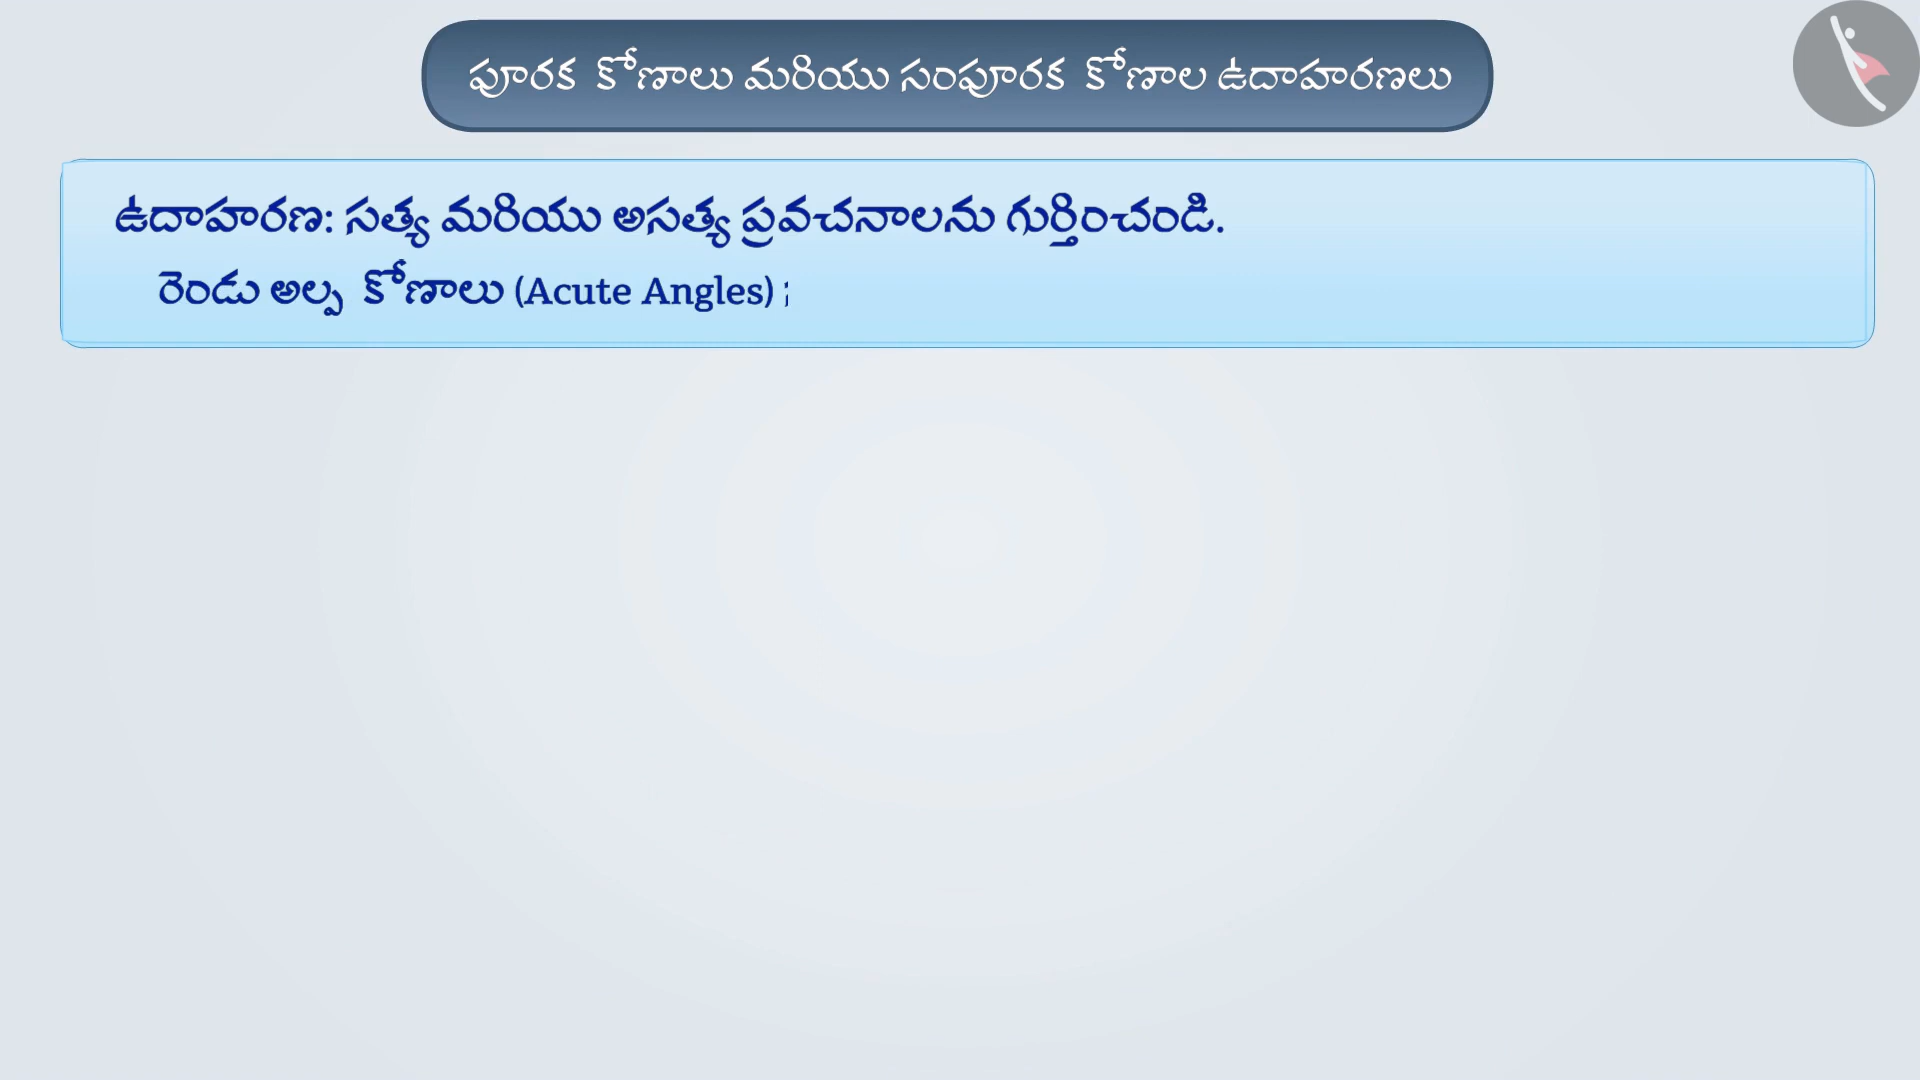 పూరక కోణాలు మరియు సంపూరక కోణాల ఉదాహరణలు
ఉదాహరణ: సత్య మరియు అసత్య ప్రవచనాలను గుర్తించండి.
రెండు అల్ప కోణాలు (Acute Angles)